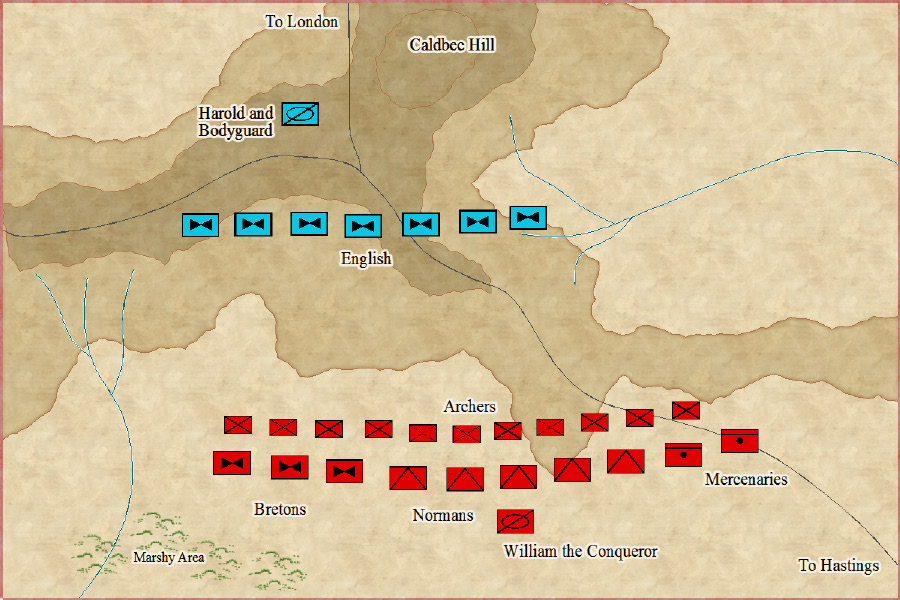 To London
Caldbec Hill
Harold and
Bodyguard
English
Archers
Mercenaries
Bretons
Normans
William the Conqueror
Marshy Area
To Hastings